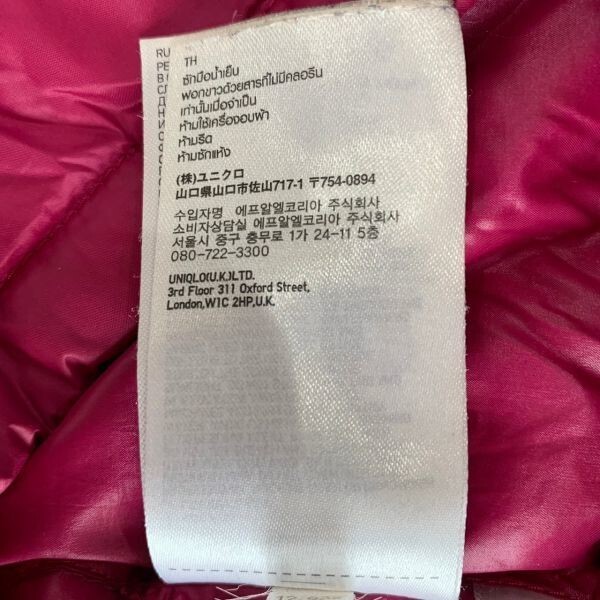 TH
ซักมือน้ำเย็น
ฟอกขาวด้วยสารที่ไม่มีคลอรีน
เท่านั้นเมื่อจำเป็น
ห้ามใช้เครื่องอบผ้า
ห้ามรีด
ห้ามซักแห้ง
(株)ユニクロ
山口県山口市佐山717-1 〒754-0894
수입자명 에프알엘코리아 주식회사
소비자상담실 에프알엘코리아 주식회사
서울시 중구 충무로 1가 24-11 5층
080-722-3300
UNIQLO(U.K.)LTD.
3rd Floor 311 Oxford Street,
London,W1C 2HP,U.K.
RU